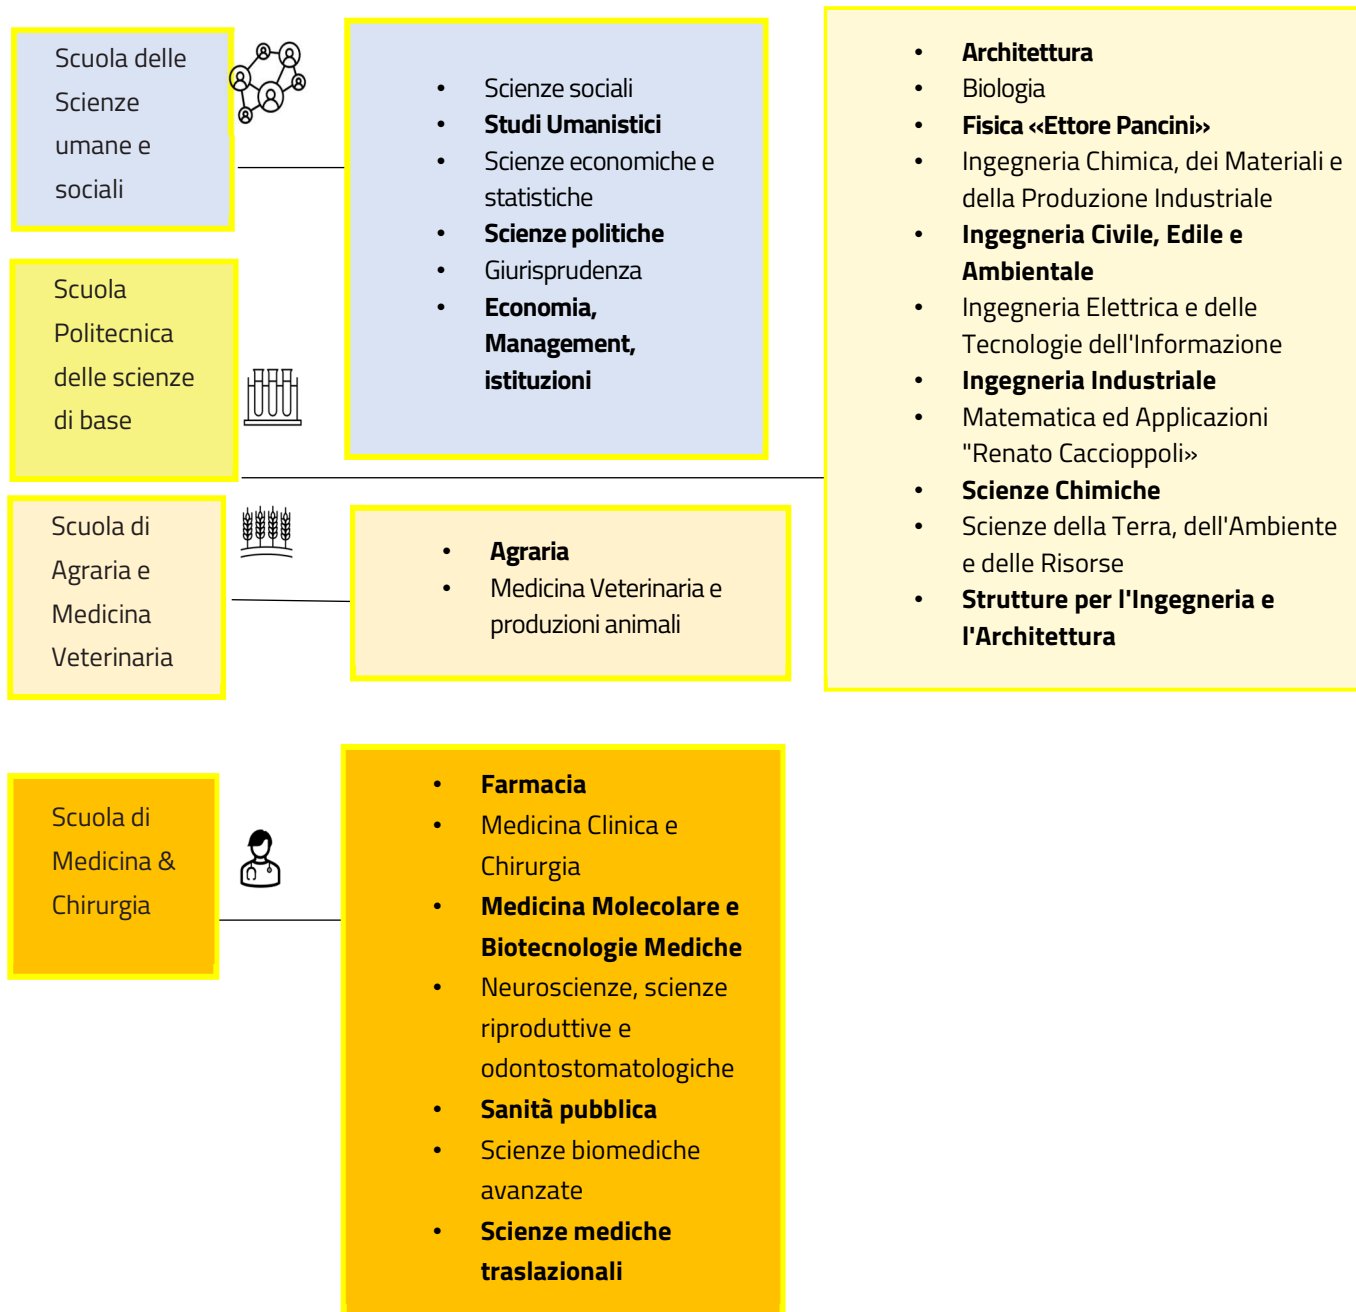 Scuola delle
Scienze
umane e
sociali
• Scienze sociali
• Studi Umanistici
• Scienze economiche e
statistiche
• Scienze politiche
• Giurisprudenza
• Economia,
Management,
istituzioni
Scuola
Politecnica
delle scienze
di base
• Architettura
• Biologia
• Fisica «Ettore Pancini»
• Ingegneria Chimica, dei Materiali e
della Produzione Industriale
• Ingegneria Civile, Edile e
Ambientale
• Ingegneria Elettrica e delle
Tecnologie dell'Informazione
• Ingegneria Industriale
• Matematica ed Applicazioni
"Renato Caccioppoli»
• Scienze Chimiche
• Scienze della Terra, dell'Ambiente
e delle Risorse
• Strutture per l'Ingegneria e
l'Architettura
Scuola di
Agraria e
Medicina
Veterinaria
• Agraria
• Medicina Veterinaria e
produzioni animali
Scuola di
Medicina &
Chirurgia
• Farmacia
• Medicina Clinica e
Chirurgia
• Medicina Molecolare e
Biotecnologie Mediche
• Neuroscienze, scienze
riproduttive e
odontostomatologiche
• Sanità pubblica
• Scienze biomediche
avanzate
• Scienze mediche
traslazionali